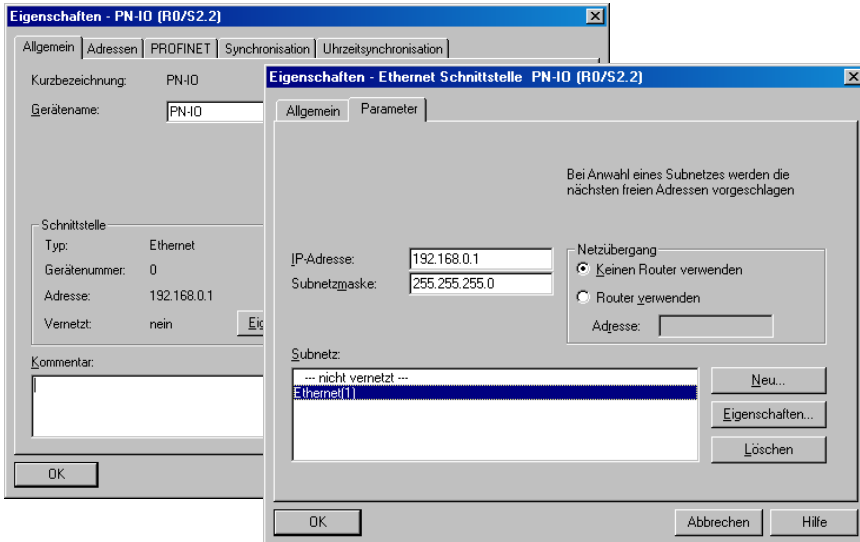 Eigenschaften - PN-IO (R0/S2.2)
Allgemein Adressen PROFINET Synchronisation Uhrzeitsynchronisation
Kurzbezeichnung: PN-IO
Gerätename: PN-IO
Schnittstelle
Typ: Ethernet
Gerätenummer: 0
Adresse: 192.168.0.1
Vernetzt: nein
Kommentar:
OK
Eigenschaften - Ethernet Schnittstelle PN-IO (R0/S2.2)
Allgemein Parameter
Bei Anwahl eines Subnetzes werden die
nächsten freien Adressen vorgeschlagen
IP-Adresse: 192.168.0.1
Subnetzmaske: 255.255.255.0
Netzübergang
Keinen Router verwenden
Router verwenden
Adresse:
Subnetz:
--- nicht vernetzt ---
Ethernet(1)
Neu...
Eigenschaften...
Löschen
OK Abbrechen Hilfe